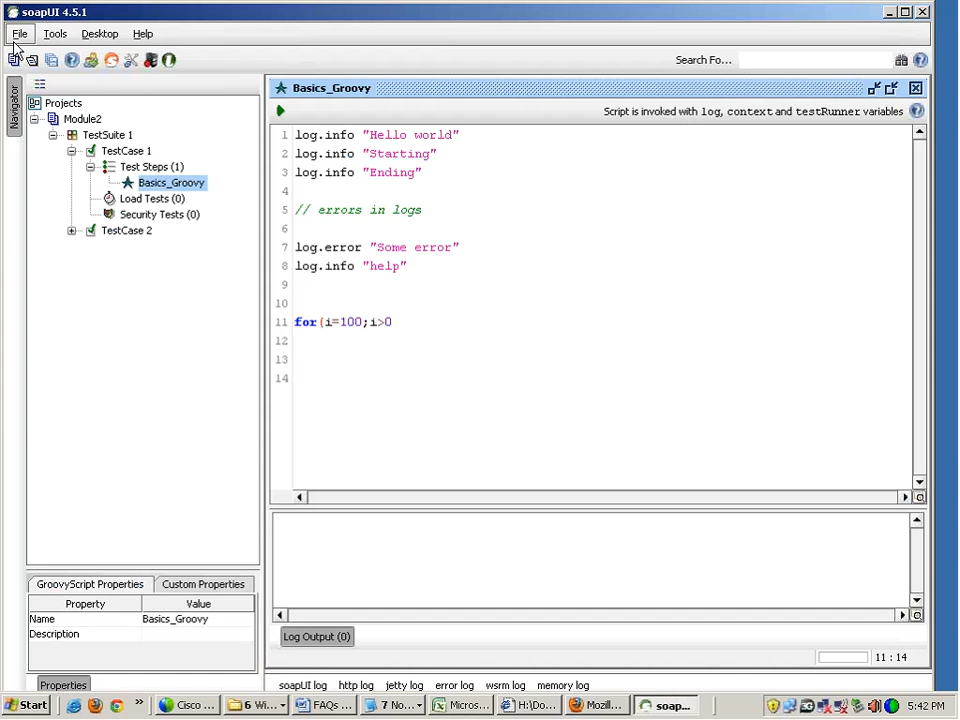 soapUI 4.5.1
File Tools Desktop Help
Search Fo...
Navigator
Projects
Module2
TestSuite 1
TestCase 1
Test Steps (1)
Basics_Groovy
Load Tests (0)
Security Tests (0)
TestCase 2
Basics_Groovy
Script is invoked with log, context and testRunner variables
1 log.info "Hello world"
2 log.info "Starting"
3 log.info "Ending"
4
5 // errors in logs
6
7 log.error "Some error"
8 log.info "help"
9
10
11 for(i=100;i>0
12
13
14
GroovyScript Properties Custom Properties
Property Value
Name Basics_Groovy
Description
Properties
Log Output (0)
11 : 14
soapUI log http log jetty log error log wsrm log memory log
Start » Cisco ... 6 Wi... FAQs ... 7 No... Micros... H:\Do... Mozill... soap... 5:42 PM